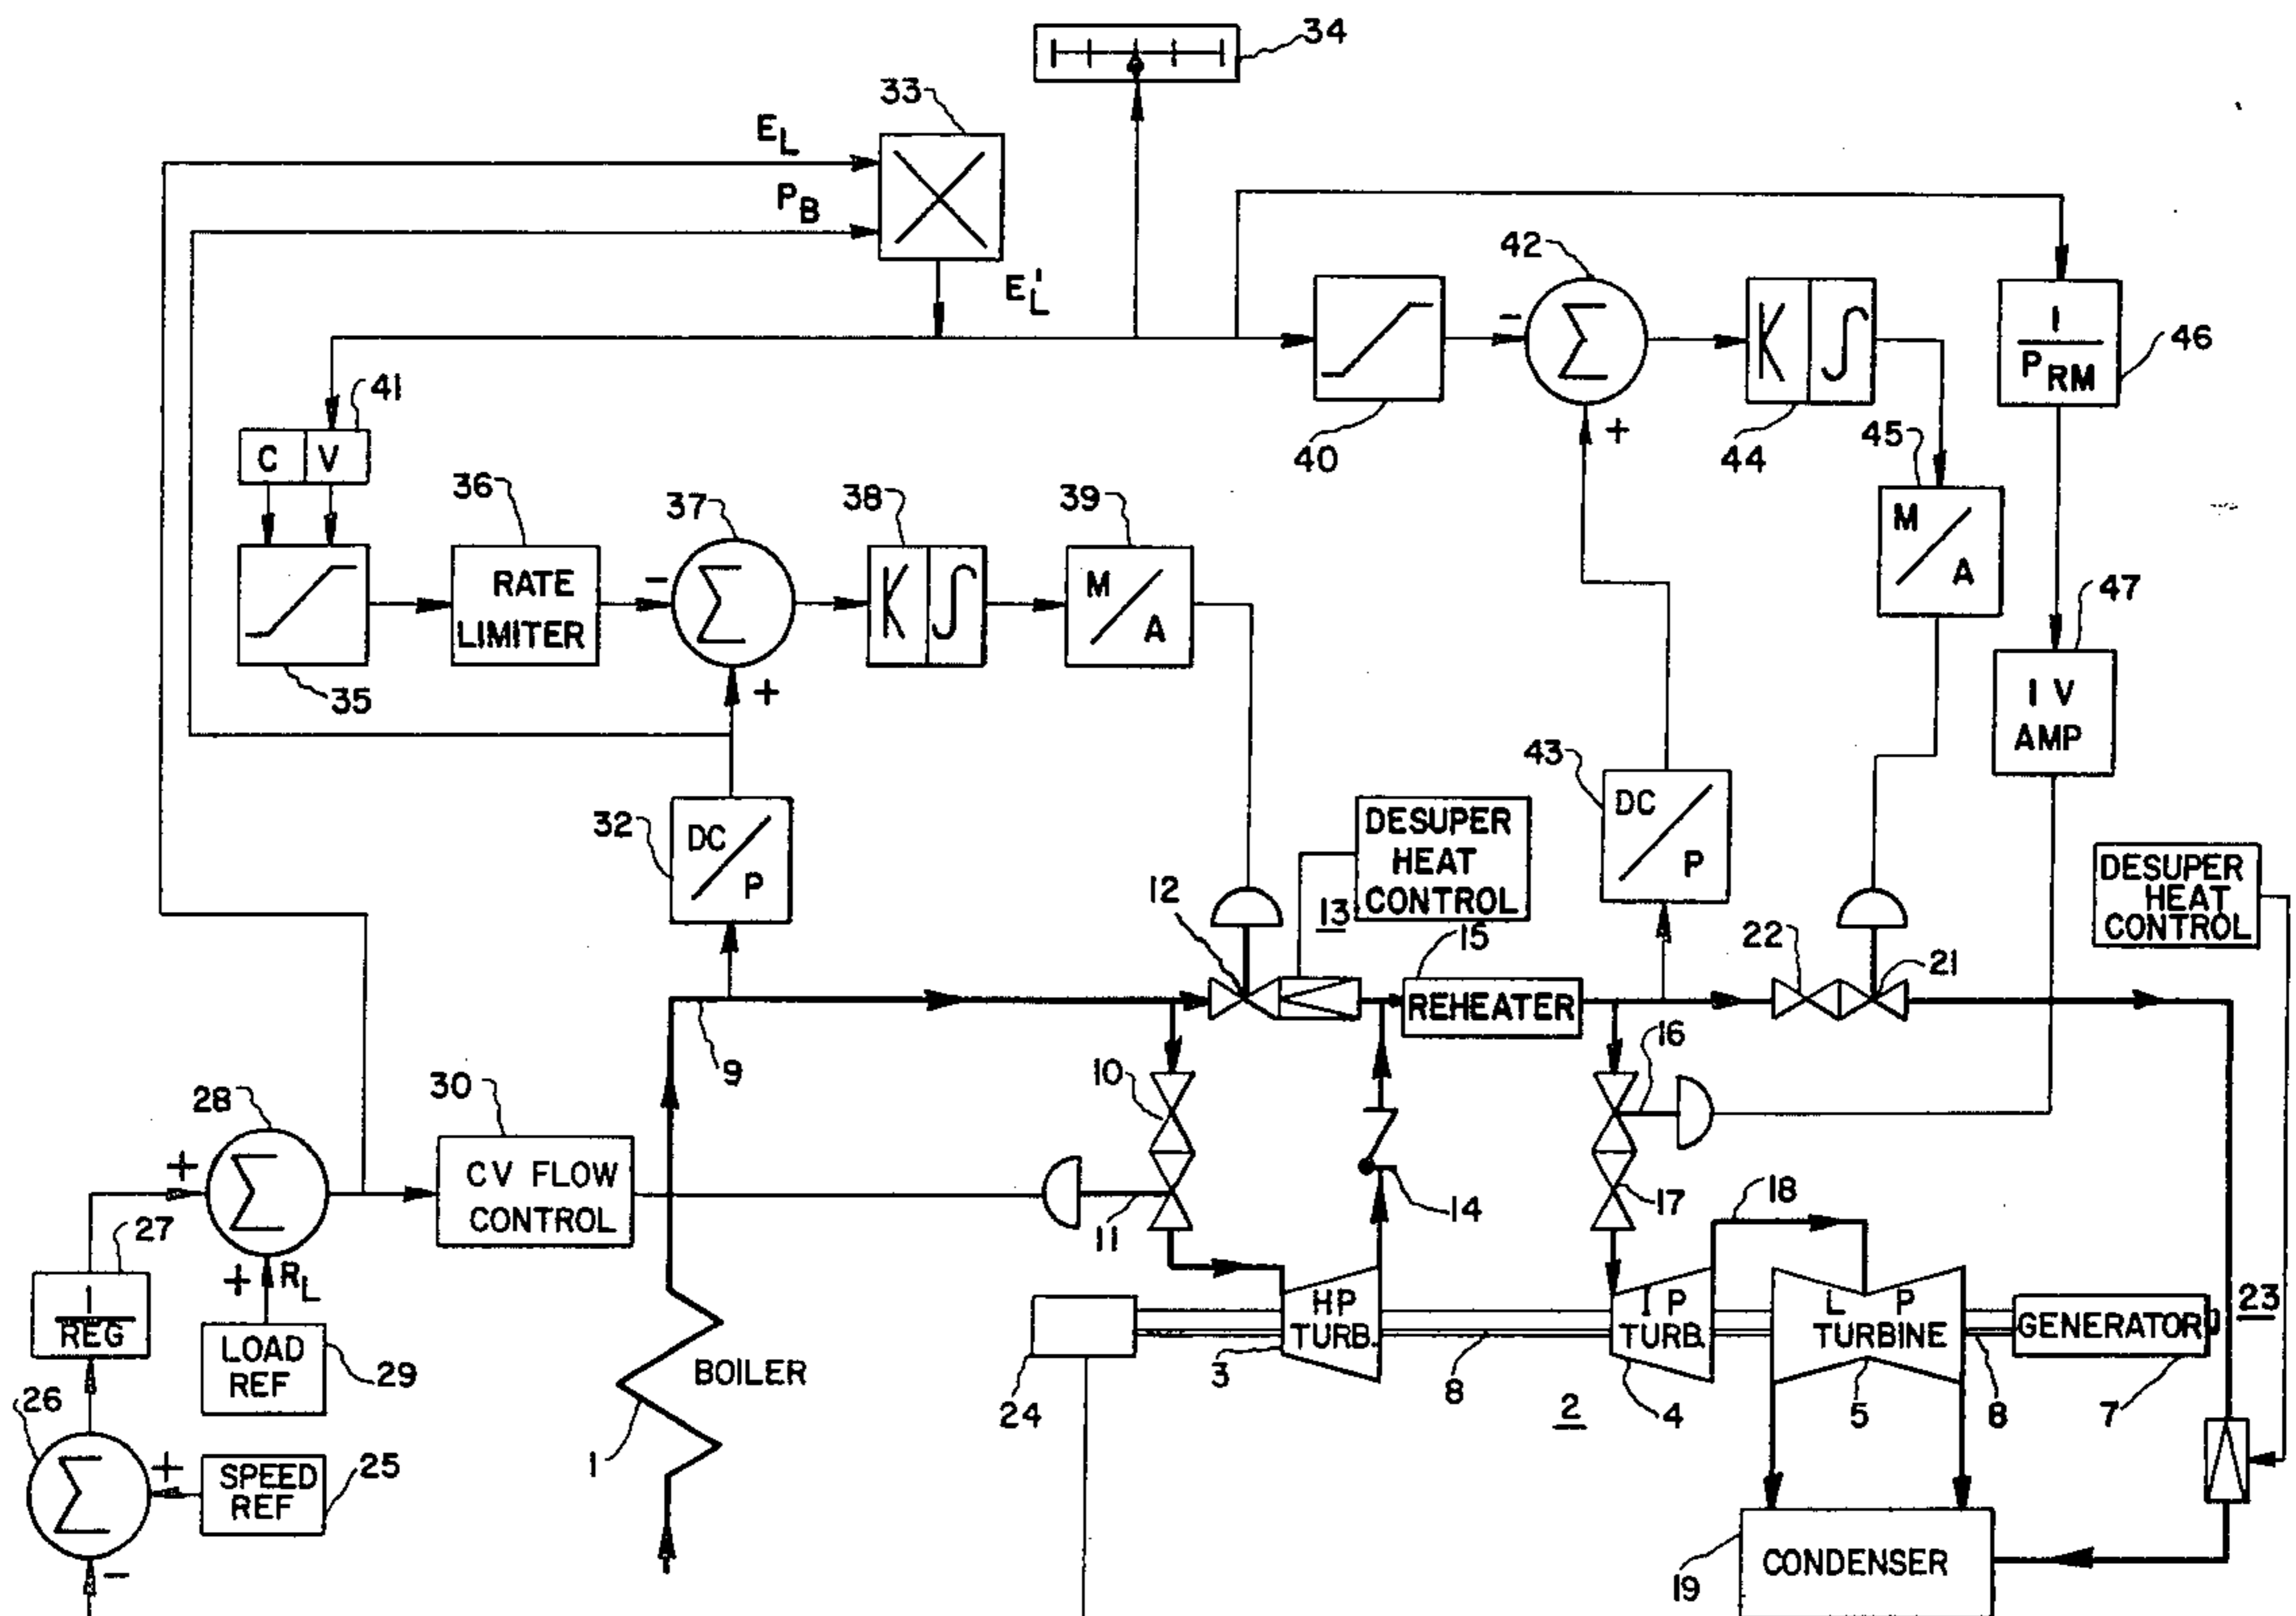 34
33
E_L
P_B
E_L'
42
1
P_RM
46
-
K ∫
Σ
40
+
44
45
41
C V
36
37
38
39
43
M
A
47
RATE
LIMITER
-
Σ
K ∫
M
A
35
+
I V
AMP
32
DC
P
DESUPER
HEAT
CONTROL
DC
P
DESUPER
HEAT
CONTROL
12
13
15
22
21
REHEATER
9
16
10
28
30
+
Σ
CV FLOW
CONTROL
11
14
17
18
27
+
R_L
1
REG
LOAD
REF
29
BOILER
HP
TURB.
I P
TURB.
L P
TURBINE
GENERATOR
23
24
3
8
2
4
5
8
7
26
Σ
+
SPEED
REF
25
1
-
CONDENSER
19